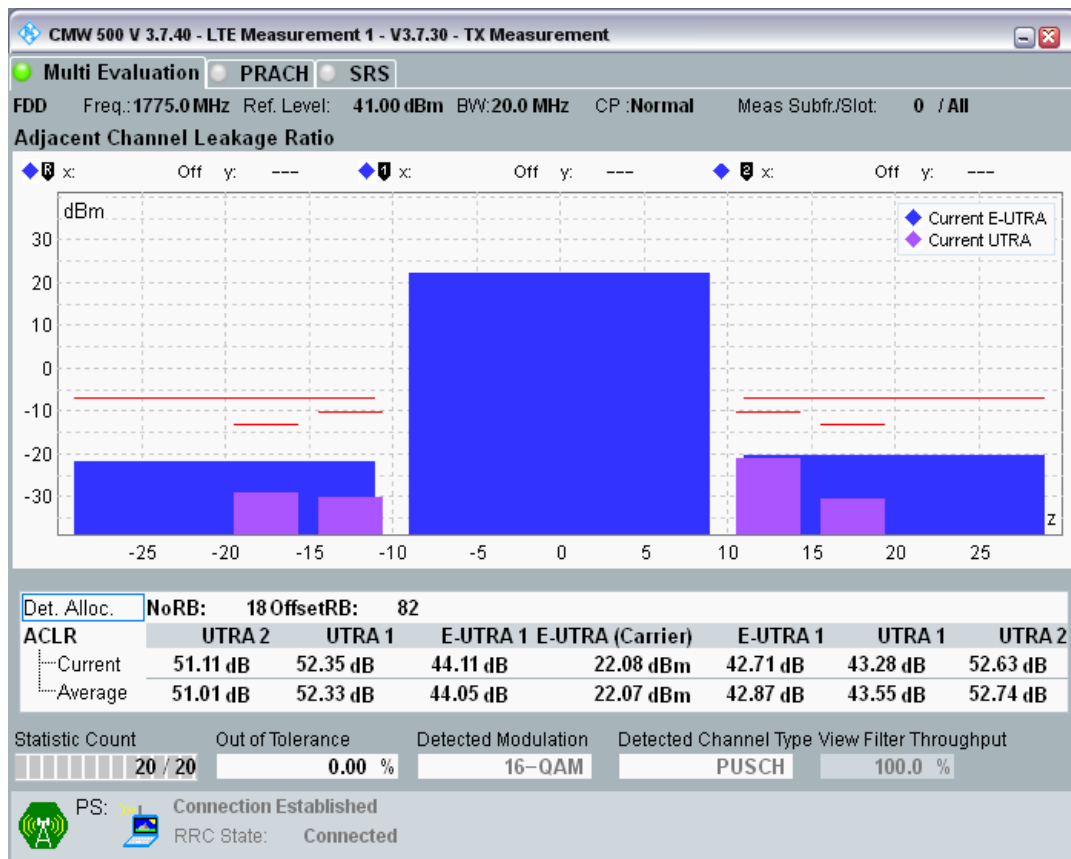 CMW 500 V 3.7.40 - LTE Measurement 1 - V3.7.30 - TX Measurement
Multi Evaluation PRACH SRS
FDD Freq.:1775.0 MHz Ref. Level: 41.00 dBm BW:20.0 MHz CP :Normal Meas Subfr./Slot: 0 / All
Adjacent Channel Leakage Ratio
R x: Off y: --- 1 x: Off y: --- 2 x: Off y: ---
dBm
Current E-UTRA
Current UTRA
30
20
10
0
-10
-20
-30
z
-25 -20 -15 -10 -5 0 5 10 15 20 25
Det. Alloc. NoRB: 18 OffsetRB: 82
ACLR UTRA 2 UTRA 1 E-UTRA 1 E-UTRA (Carrier) E-UTRA 1 UTRA 1 UTRA 2
Current 51.11 dB 52.35 dB 44.11 dB 22.08 dBm 42.71 dB 43.28 dB 52.63 dB
Average 51.01 dB 52.33 dB 44.05 dB 22.07 dBm 42.87 dB 43.55 dB 52.74 dB
Statistic Count Out of Tolerance Detected Modulation Detected Channel Type View Filter Throughput
20 / 20 0.00 % 16-QAM PUSCH 100.0 %
PS: Connection Established
RRC State: Connected